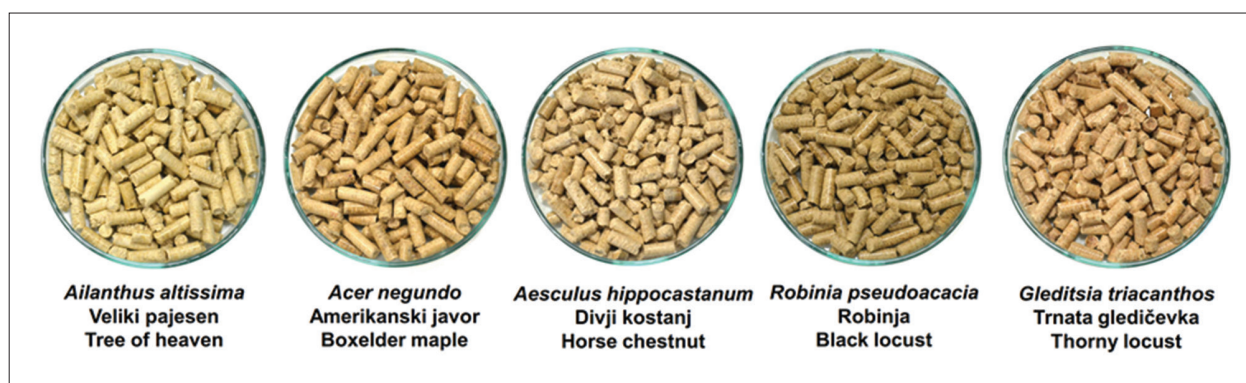 Ailanthus altissima
Veliki pajesen
Tree of heaven
Acer negundo
Amerikanski javor
Boxelder maple
Aesculus hippocastanum
Divji kostanj
Horse chestnut
Robinia pseudoacacia
Robinja
Black locust
Gleditsia triacanthos
Trnata gledičevka
Thorny locust